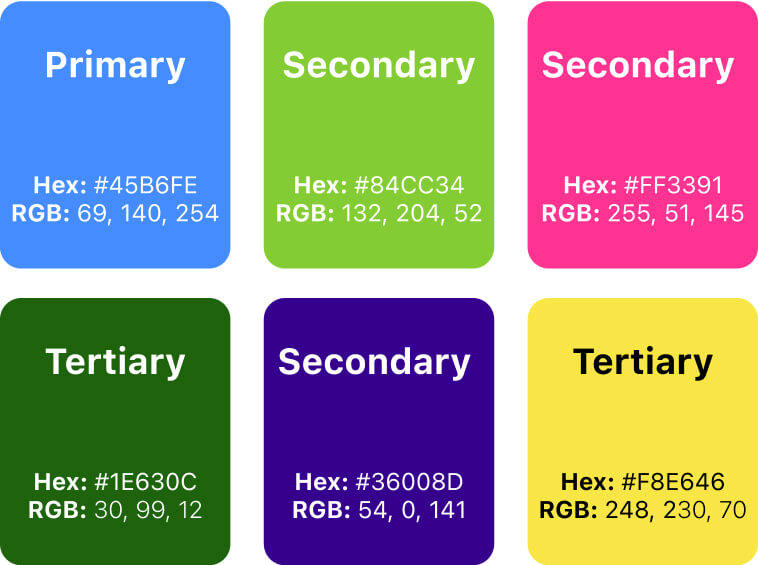 Primary
Hex: #45B6FE
RGB: 69, 140, 254
Secondary
Hex: #84CC34
RGB: 132, 204, 52
Secondary
Hex: #FF3391
RGB: 255, 51, 145
Tertiary
Hex: #1E630C
RGB: 30, 99, 12
Secondary
Hex: #36008D
RGB: 54, 0, 141
Tertiary
Hex: #F8E646
RGB: 248, 230, 70